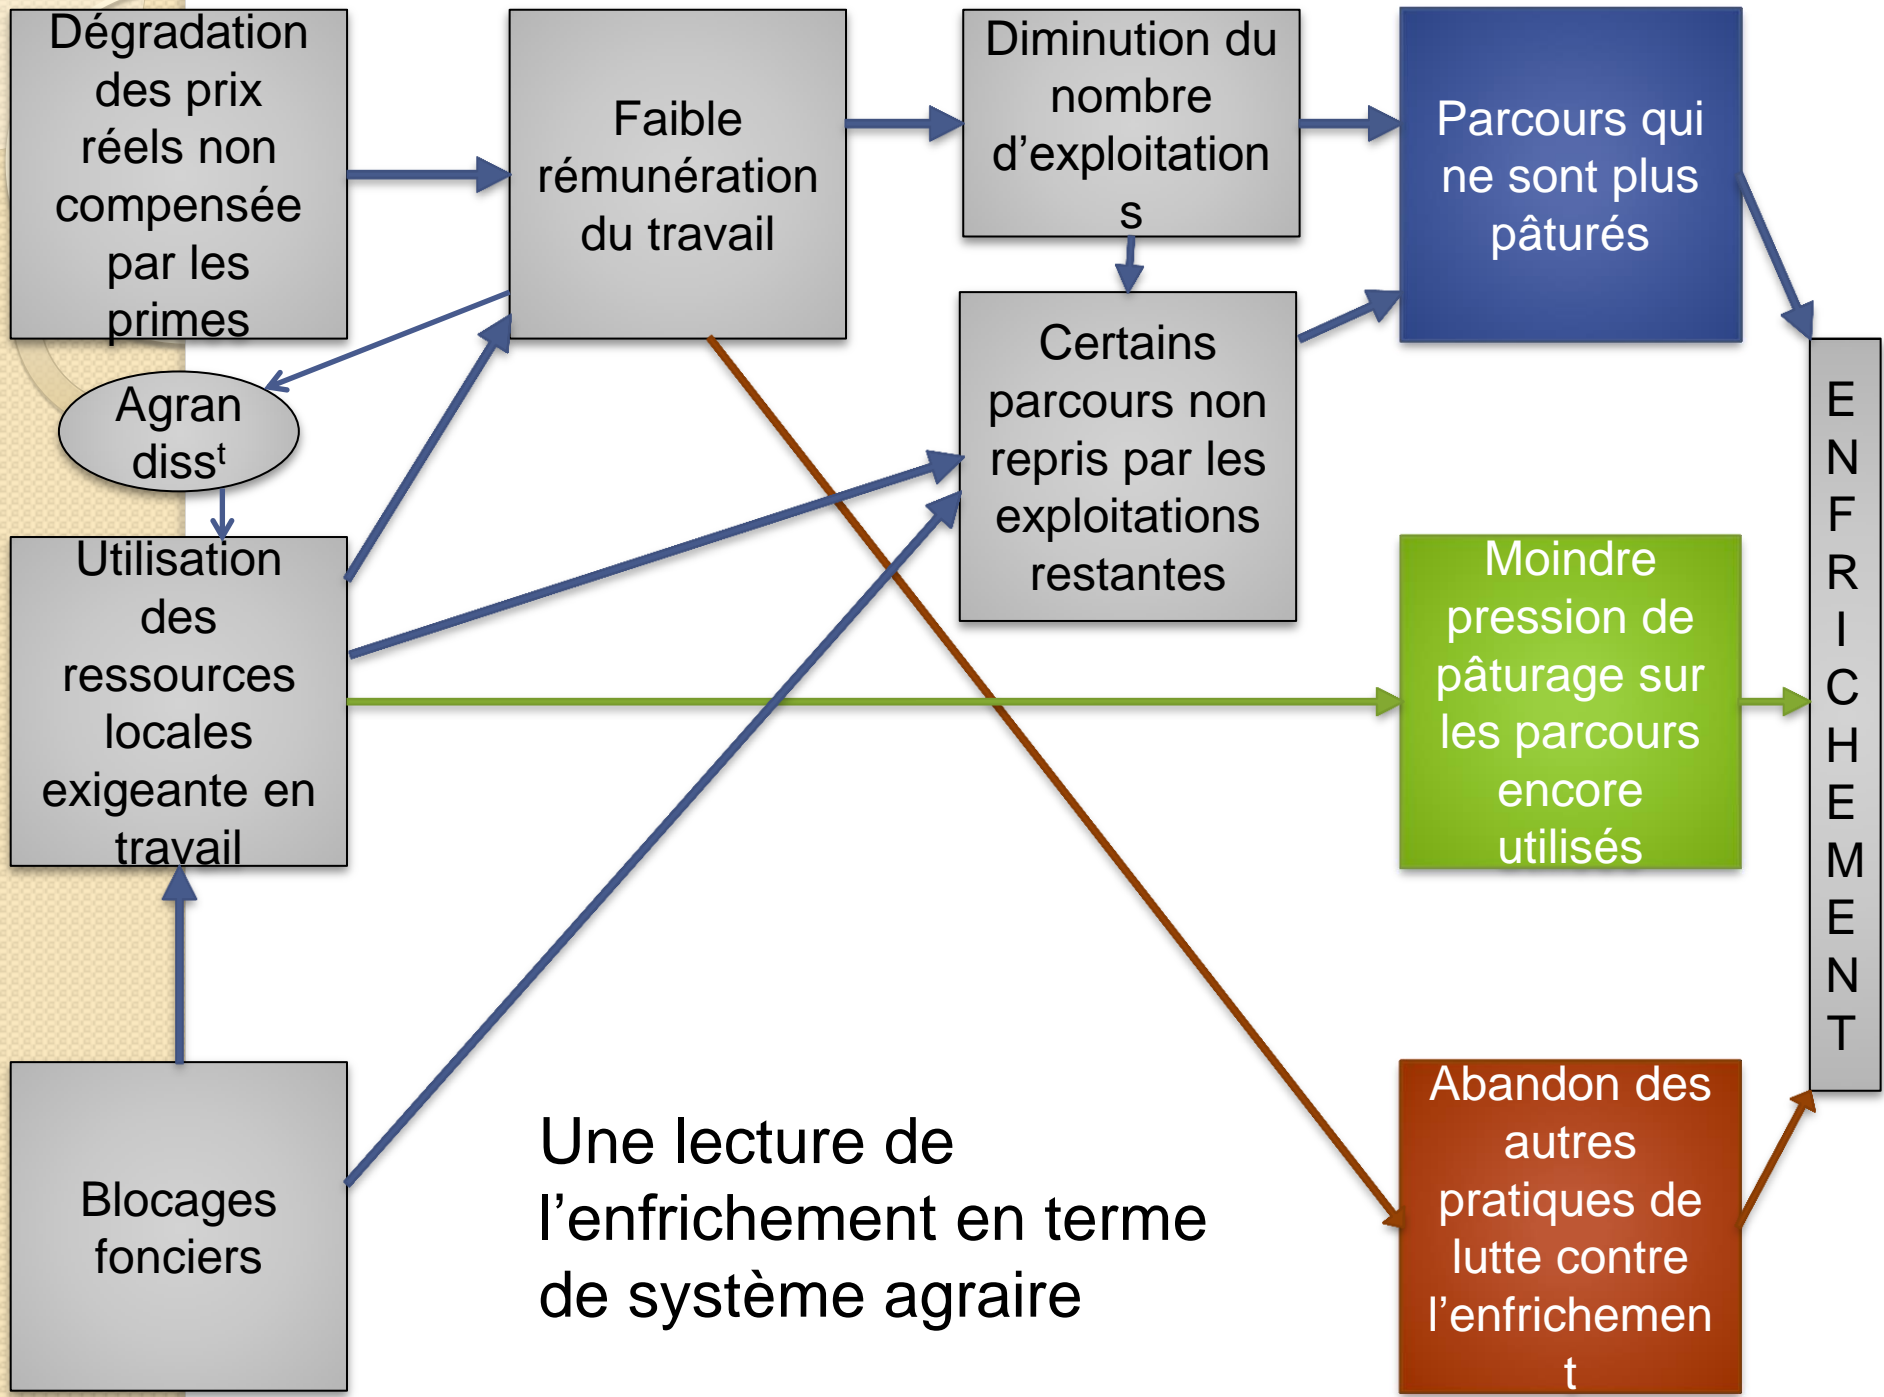 Dégradation
des prix
réels non
compensée
par les
primes
Faible
rémunération
du travail
Diminution du
nombre
d’exploitation
s
Parcours qui
ne sont plus
pâturés
Agran
disst
Certains
parcours non
repris par les
exploitations
restantes
Utilisation
des
ressources
locales
exigeante en
travail
Moindre
pression de
pâturage sur
les parcours
encore
utilisés
E
N
F
R
I
C
H
E
M
E
N
T
Blocages
fonciers
Une lecture de
l’enfrichement en terme
de système agraire
Abandon des
autres
pratiques de
lutte contre
l’enfrichemen
t